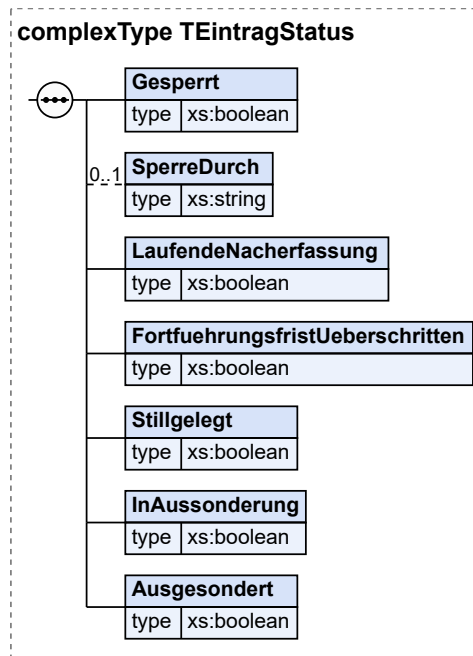 complexType TEintragStatus
Gesperrt
type xs:boolean
0..1
SperreDurch
type xs:string
LaufendeNacherfassung
type xs:boolean
FortfuehrungsfristUeberschritten
type xs:boolean
Stillgelegt
type xs:boolean
InAussonderung
type xs:boolean
Ausgesondert
type xs:boolean